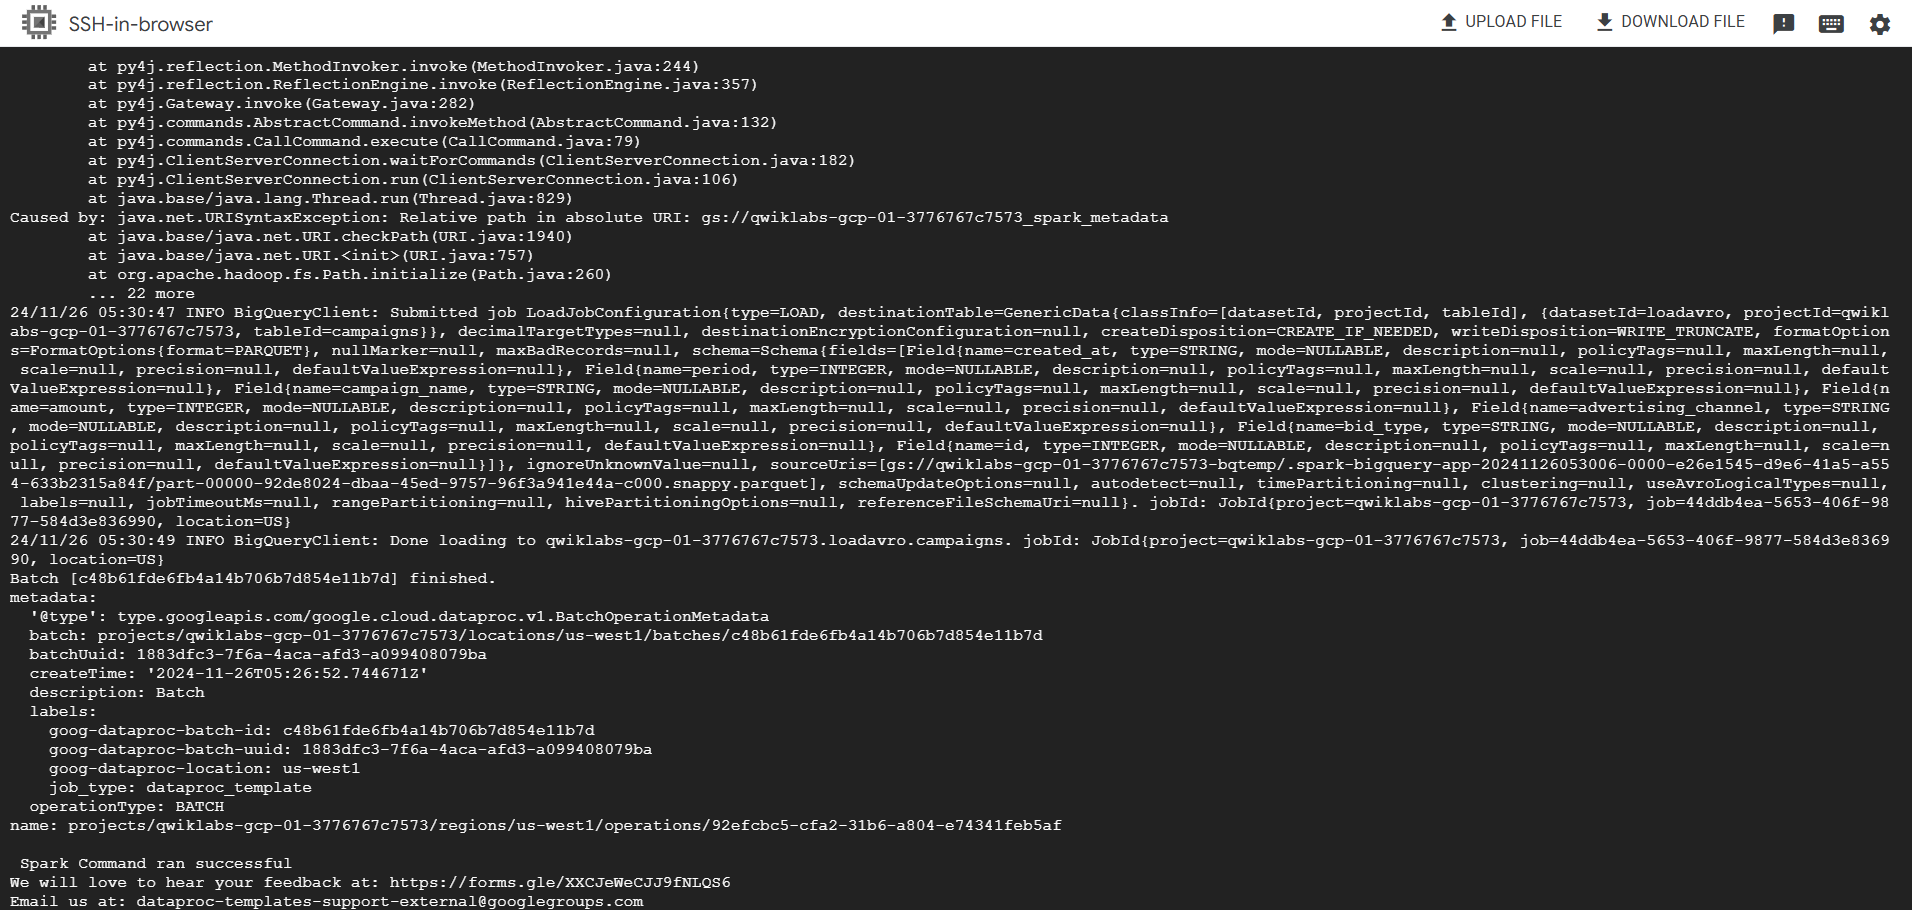 SSH-in-browser
UPLOAD FILE
DOWNLOAD FILE
at py4j.reflection.MethodInvoker.invoke(MethodInvoker.java:244)
at py4j.reflection.ReflectionEngine.invoke(ReflectionEngine.java:357)
at py4j.Gateway.invoke(Gateway.java:282)
at py4j.commands.AbstractCommand.invokeMethod(AbstractCommand.java:132)
at py4j.commands.CallCommand.execute(CallCommand.java:79)
at py4j.ClientServerConnection.waitForCommands(ClientServerConnection.java:182)
at py4j.ClientServerConnection.run(ClientServerConnection.java:106)
at java.base/java.lang.Thread.run(Thread.java:829)
Caused by: java.net.URISyntaxException: Relative path in absolute URI: gs://qwiklabs-gcp-01-3776767c7573_spark_metadata
at java.base/java.net.URI.checkPath(URI.java:1940)
at java.base/java.net.URI.<init>(URI.java:757)
at org.apache.hadoop.fs.Path.initialize(Path.java:260)
... 22 more
24/11/26 05:30:47 INFO BigQueryClient: Submitted job LoadJobConfiguration{type=LOAD, destinationTable=GenericData{classInfo=[datasetId, projectId, tableId], {datasetId=loadavro, projectId=qwikl
abs-gcp-01-3776767c7573, tableId=campaigns}}, decimalTargetTypes=null, destinationEncryptionConfiguration=null, createDisposition=CREATE_IF_NEEDED, writeDisposition=WRITE_TRUNCATE, formatOption
s=FormatOptions{format=PARQUET}, nullMarker=null, maxBadRecords=null, schema=Schema{fields=[Field{name=created_at, type=STRING, mode=NULLABLE, description=null, policyTags=null, maxLength=null,
scale=null, precision=null, defaultValueExpression=null}, Field{name=period, type=INTEGER, mode=NULLABLE, description=null, policyTags=null, maxLength=null, scale=null, precision=null, default
ValueExpression=null}, Field{name=campaign_name, type=STRING, mode=NULLABLE, description=null, policyTags=null, maxLength=null, scale=null, precision=null, defaultValueExpression=null}, Field{n
ame=amount, type=INTEGER, mode=NULLABLE, description=null, policyTags=null, maxLength=null, scale=null, precision=null, defaultValueExpression=null}, Field{name=advertising_channel, type=STRING
, mode=NULLABLE, description=null, policyTags=null, maxLength=null, scale=null, precision=null, defaultValueExpression=null}, Field{name=bid_type, type=STRING, mode=NULLABLE, description=null,
policyTags=null, maxLength=null, scale=null, precision=null, defaultValueExpression=null}, Field{name=id, type=INTEGER, mode=NULLABLE, description=null, policyTags=null, maxLength=null, scale=n
ull, precision=null, defaultValueExpression=null}]}, ignoreUnknownValue=null, sourceUris=[gs://qwiklabs-gcp-01-3776767c7573-bqtemp/.spark-bigquery-app-20241126053006-0000-e26e1545-d9e6-41a5-a55
4-633b2315a84f/part-00000-92de8024-dbaa-45ed-9757-96f3a941e44a-c000.snappy.parquet], schemaUpdateOptions=null, autodetect=null, timePartitioning=null, clustering=null, useAvroLogicalTypes=null,
labels=null, jobTimeoutMs=null, rangePartitioning=null, hivePartitioningOptions=null, referenceFileSchemaUri=null}. jobId: JobId{project=qwiklabs-gcp-01-3776767c7573, job=44ddb4ea-5653-406f-98
77-584d3e836990, location=US}
24/11/26 05:30:49 INFO BigQueryClient: Done loading to qwiklabs-gcp-01-3776767c7573.loadavro.campaigns. jobId: JobId{project=qwiklabs-gcp-01-3776767c7573, job=44ddb4ea-5653-406f-9877-584d3e8369
90, location=US}
Batch [c48b61fde6fb4a14b706b7d854e11b7d] finished.
metadata:
'@type': type.googleapis.com/google.cloud.dataproc.v1.BatchOperationMetadata
batch: projects/qwiklabs-gcp-01-3776767c7573/locations/us-west1/batches/c48b61fde6fb4a14b706b7d854e11b7d
batchUuid: 1883dfc3-7f6a-4aca-afd3-a099408079ba
createTime: '2024-11-26T05:26:52.744671Z'
description: Batch
labels:
goog-dataproc-batch-id: c48b61fde6fb4a14b706b7d854e11b7d
goog-dataproc-batch-uuid: 1883dfc3-7f6a-4aca-afd3-a099408079ba
goog-dataproc-location: us-west1
job_type: dataproc_template
operationType: BATCH
name: projects/qwiklabs-gcp-01-3776767c7573/regions/us-west1/operations/92efcbc5-cfa2-31b6-a804-e74341feb5af
Spark Command ran successful
We will love to hear your feedback at: https://forms.gle/XXCJeWeCJJ9fNLQS6
Email us at: dataproc-templates-support-external@googlegroups.com